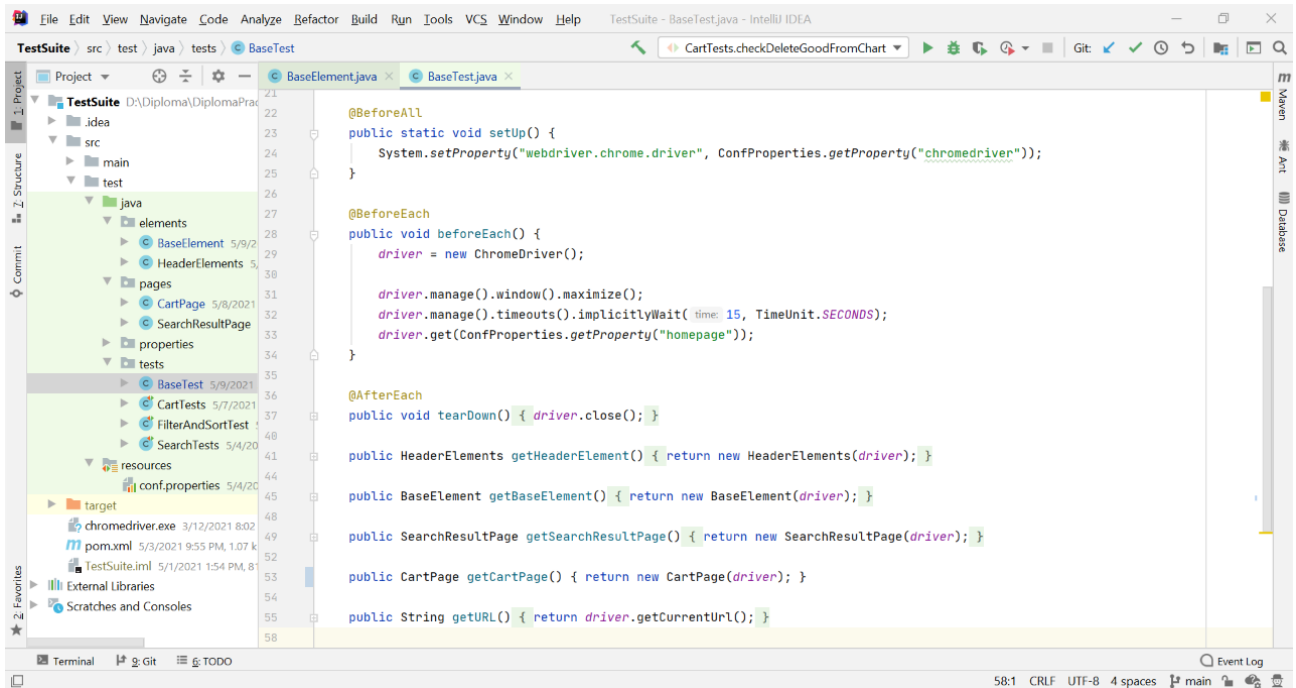 File Edit View Navigate Code Analyze Refactor Build Run Tools VCS Window Help TestSuite - BaseTest.java - IntelliJ IDEA
TestSuite src test java tests BaseTest CartTests.checkDeleteGoodFromChart Git:
1: Project
Z: Structure
Commit
2: Favorites
Project
TestSuite D:\Diploma\DiplomaPrac
.idea
src
main
test
java
elements
BaseElement 5/9/2
HeaderElements 5,
pages
CartPage 5/8/2021
SearchResultPage
properties
tests
BaseTest 5/9/2021
CartTests 5/7/2021
FilterAndSortTest
SearchTests 5/4/20
resources
conf.properties 5/4/20
target
chromedriver.exe 3/12/2021 8:02
pom.xml 5/3/2021 9:55 PM, 1.07 k
TestSuite.iml 5/1/2021 1:54 PM, 81
External Libraries
Scratches and Consoles
BaseElement.java BaseTest.java
21
22 @BeforeAll
23 public static void setUp() {
24 System.setProperty("webdriver.chrome.driver", ConfProperties.getProperty("chromedriver"));
25 }
26
27 @BeforeEach
28 public void beforeEach() {
29 driver = new ChromeDriver();
30
31 driver.manage().window().maximize();
32 driver.manage().timeouts().implicitlyWait( time: 15, TimeUnit.SECONDS);
33 driver.get(ConfProperties.getProperty("homepage"));
34 }
35
36 @AfterEach
37 public void tearDown() { driver.close(); }
40
41 public HeaderElements getHeaderElement() { return new HeaderElements(driver); }
44
45 public BaseElement getBaseElement() { return new BaseElement(driver); }
48
49 public SearchResultPage getSearchResultPage() { return new SearchResultPage(driver); }
52
53 public CartPage getCartPage() { return new CartPage(driver); }
54
55 public String getURL() { return driver.getCurrentUrl(); }
58
Maven
Ant
Database
Terminal 9: Git 6: TODO Event Log
58:1 CRLF UTF-8 4 spaces main